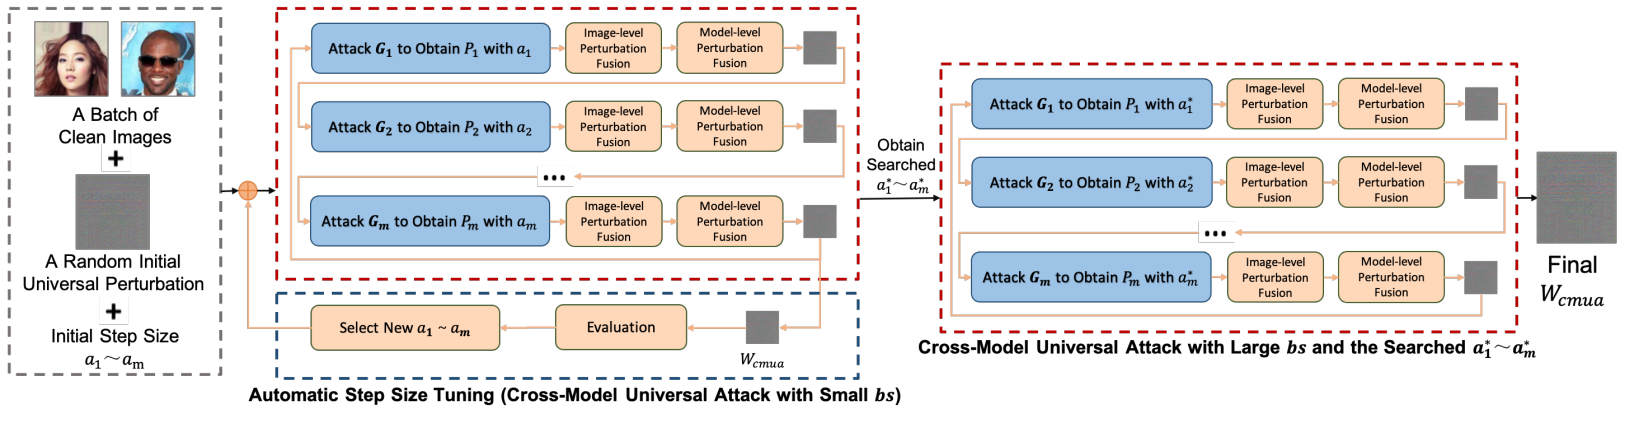 A Batch of
Clean Images
+
A Random Initial
Universal Perturbation
+
Initial Step Size
a₁～aₘ
Attack G₁ to Obtain P₁ with a₁
Image-level
Perturbation
Fusion
Model-level
Perturbation
Fusion
Attack G₂ to Obtain P₂ with a₂
Image-level
Perturbation
Fusion
Model-level
Perturbation
Fusion
...
Attack Gₘ to Obtain Pₘ with aₘ
Image-level
Perturbation
Fusion
Model-level
Perturbation
Fusion
Select New a₁ ~ aₘ
Evaluation
W_cmua
Automatic Step Size Tuning (Cross-Model Universal Attack with Small bs)
Obtain
Searched
a₁*～aₘ*
Attack G₁ to Obtain P₁ with a₁*
Image-level
Perturbation
Fusion
Model-level
Perturbation
Fusion
Attack G₂ to Obtain P₂ with a₂*
Image-level
Perturbation
Fusion
Model-level
Perturbation
Fusion
...
Attack Gₘ to Obtain Pₘ with aₘ*
Image-level
Perturbation
Fusion
Model-level
Perturbation
Fusion
Cross-Model Universal Attack with Large bs and the Searched a₁*～aₘ*
Final
W_cmua